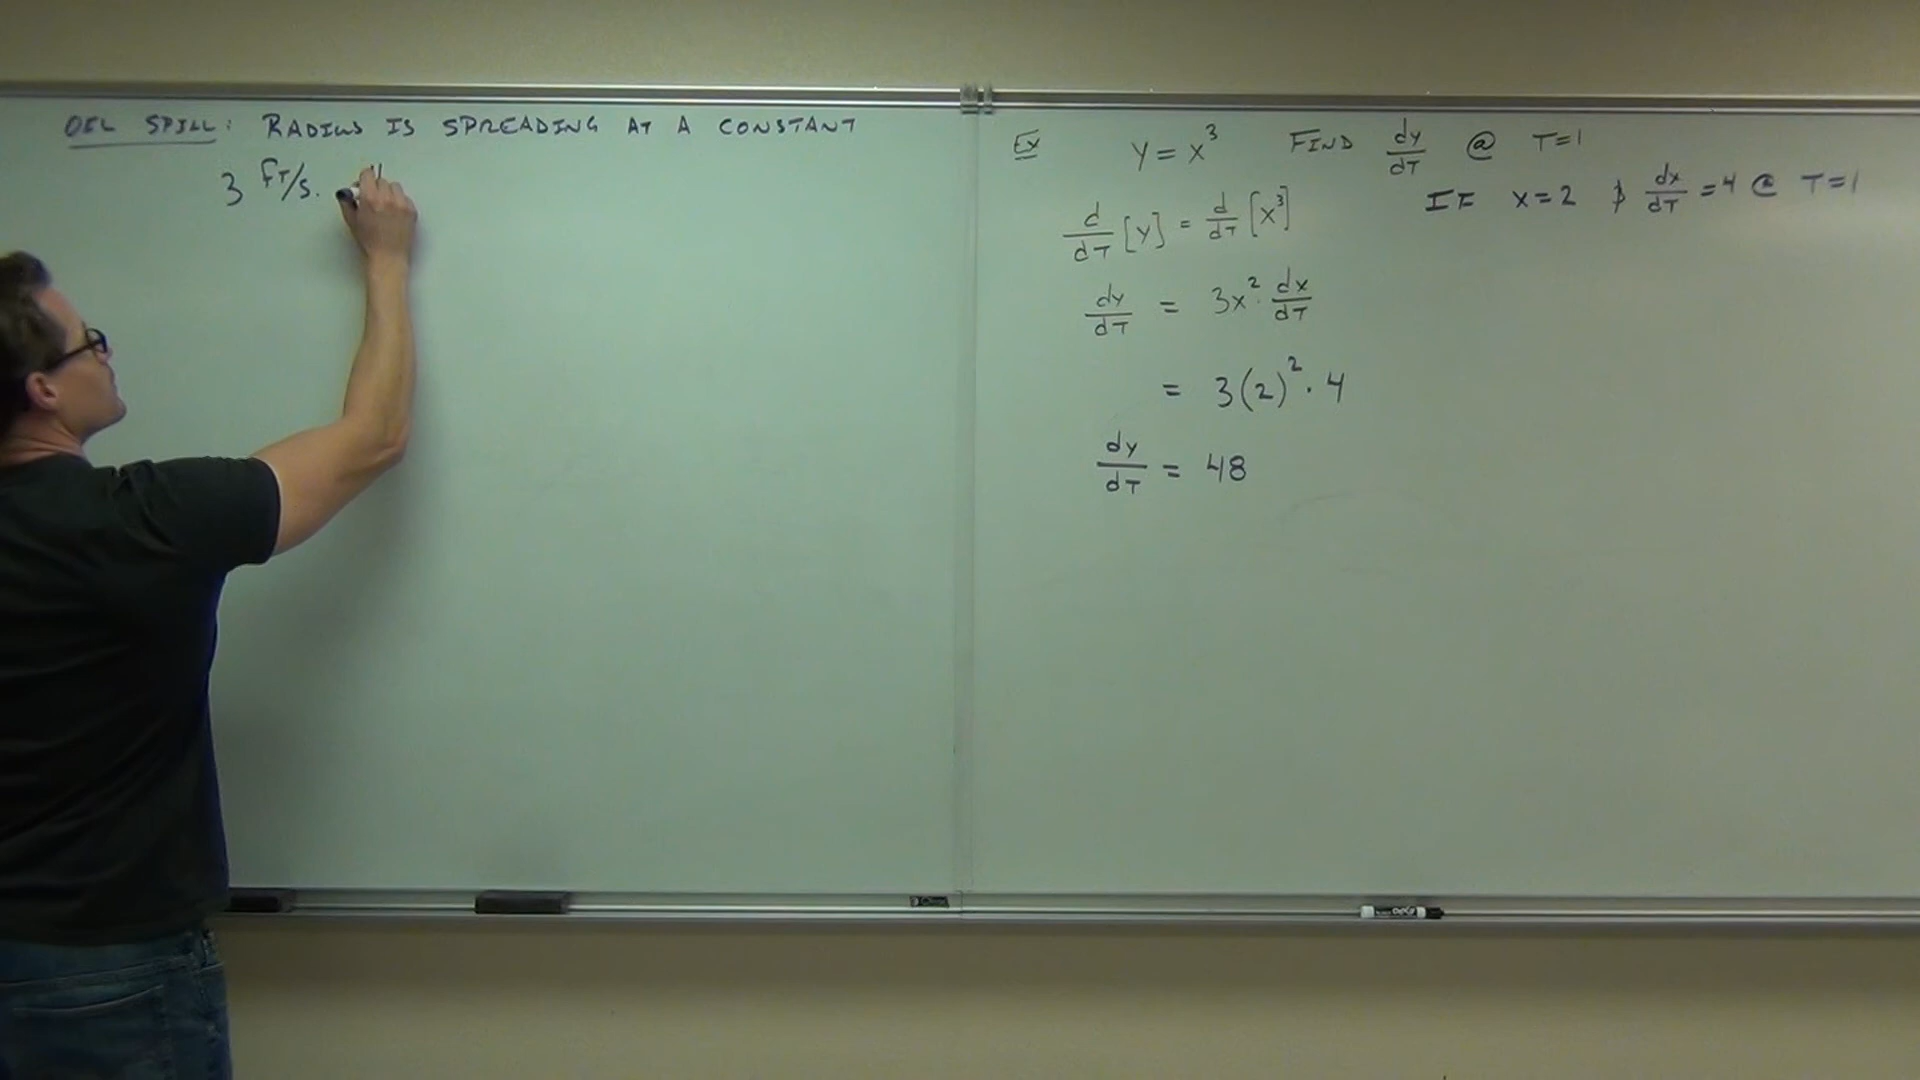 OIL SPILL: RADIUS IS SPREADING AT A CONSTANT
3 FT/S.
Ex y = x³ FIND dy/dT @ T=1
IF x=2 & dx/dT = 4 @ T=1
d/dT [y] = d/dT [x³]
dy/dT = 3x² · dx/dT
= 3(2)² · 4
dy/dT = 48
EXPO